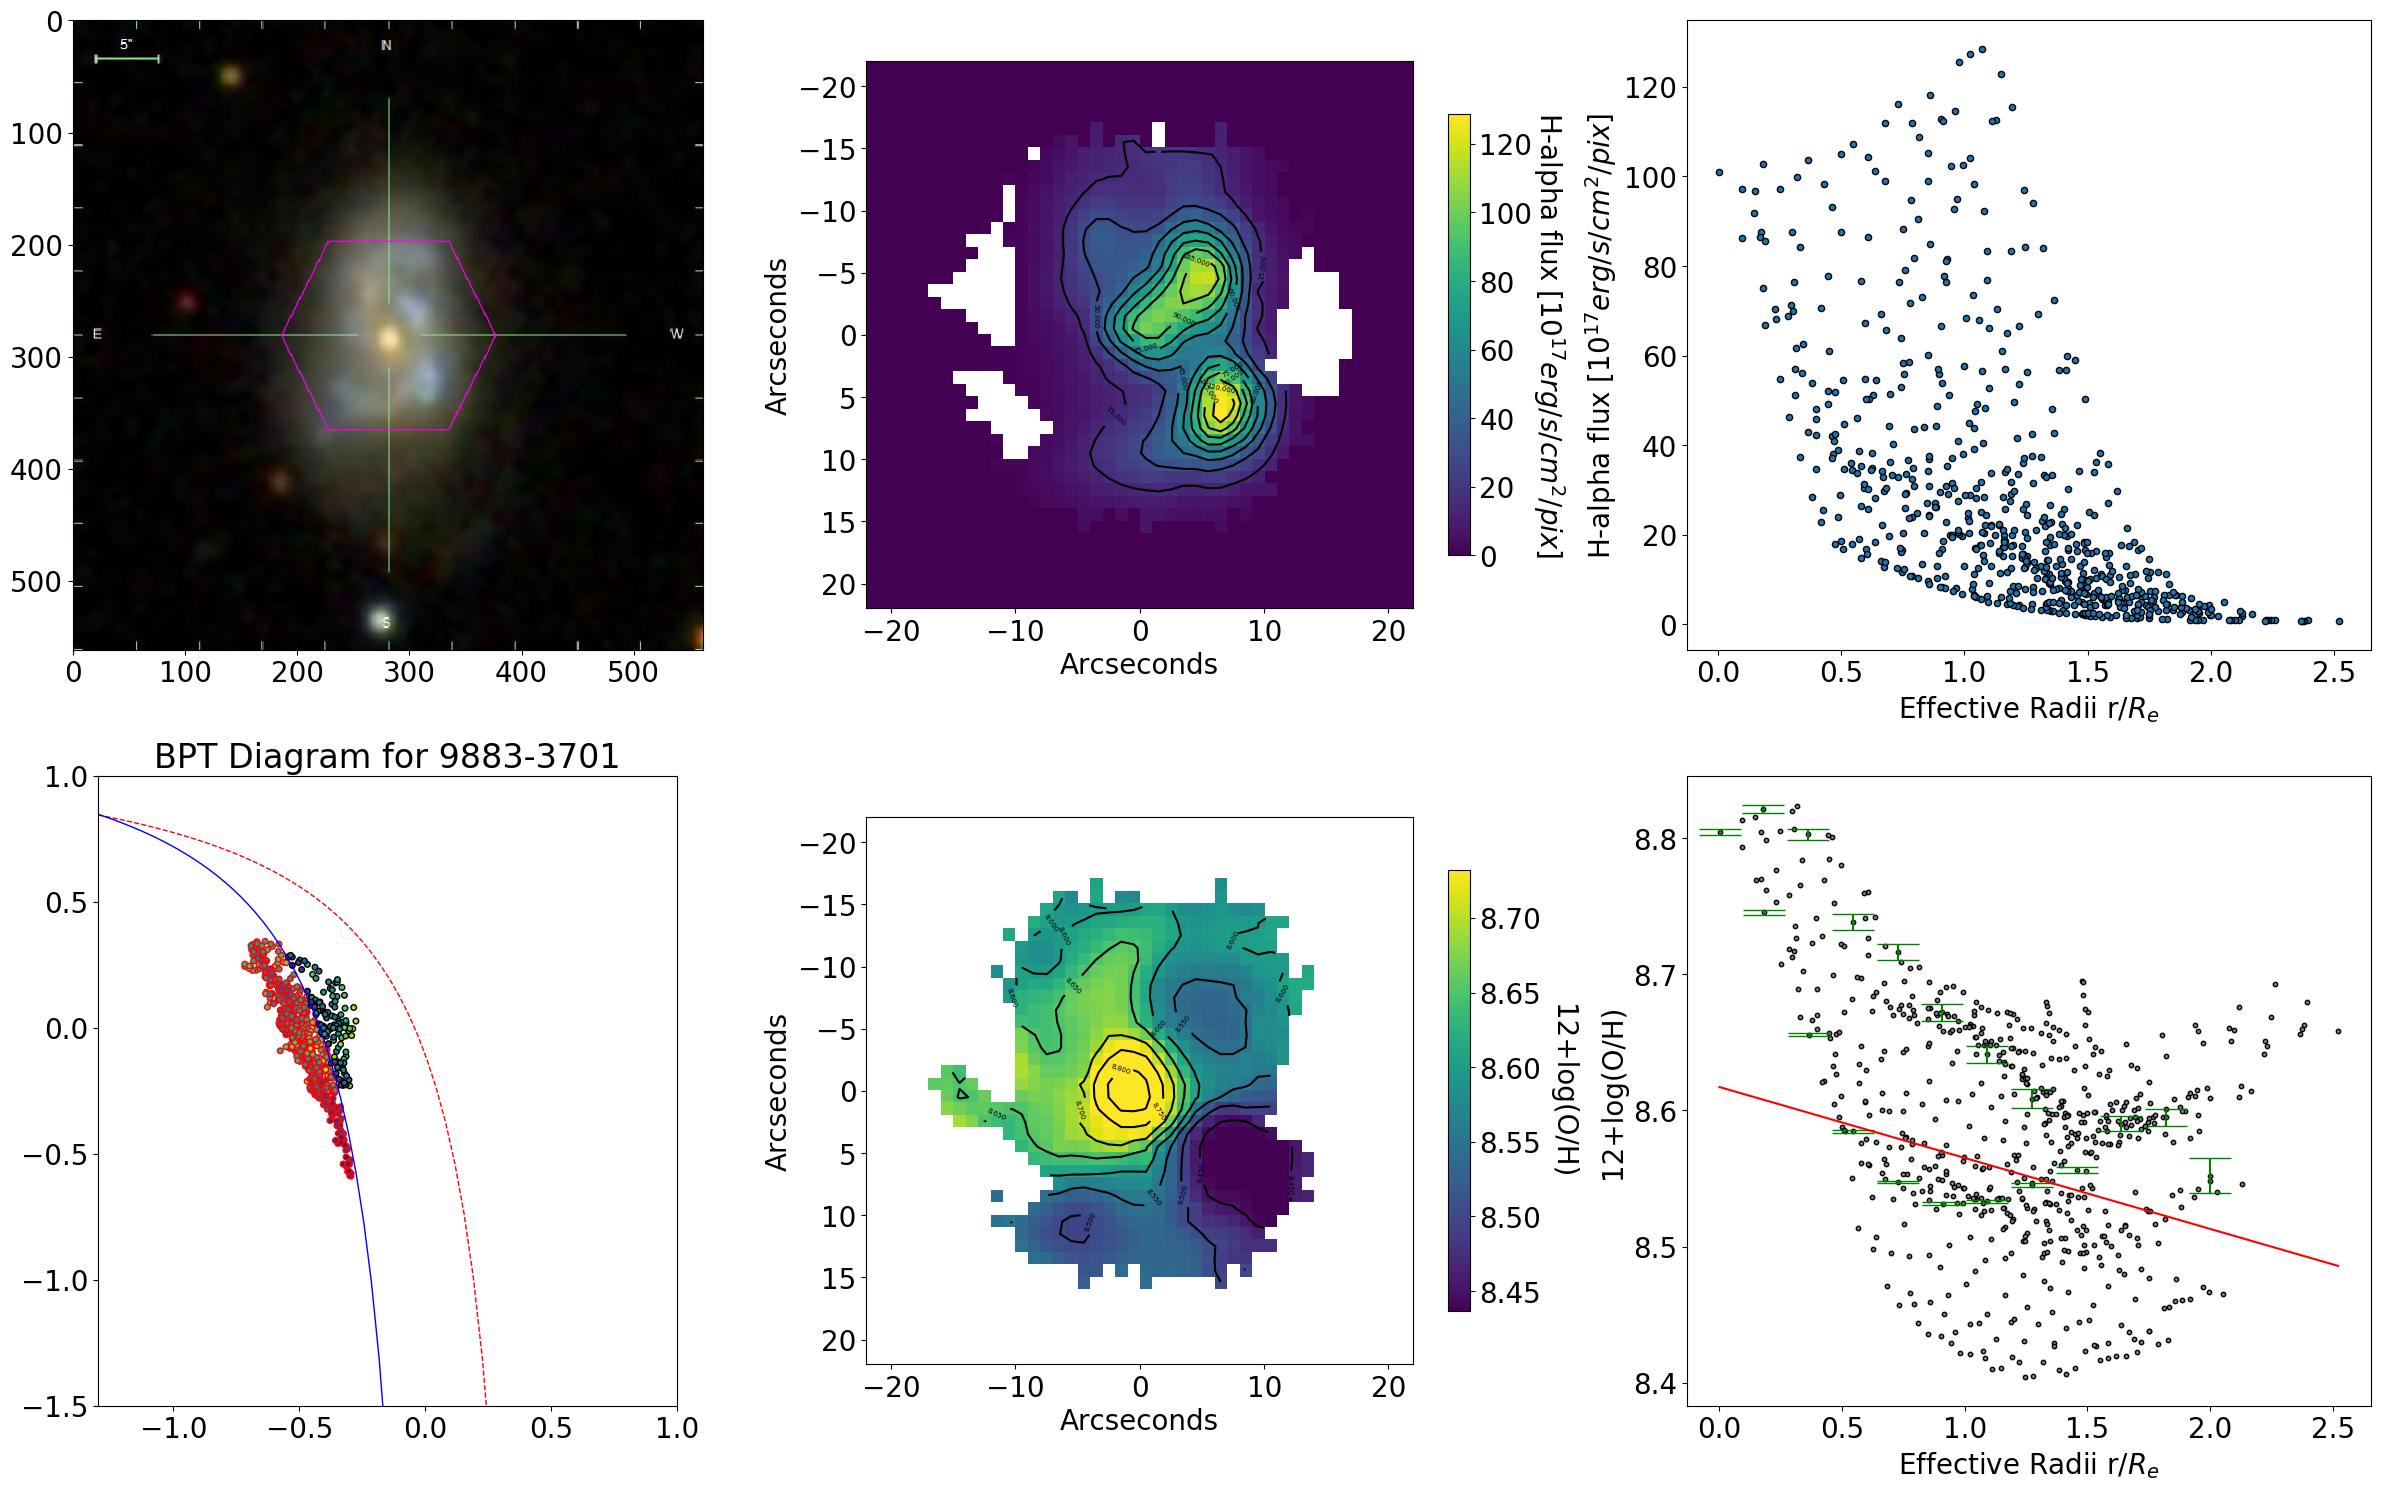 0
100
200
300
400
500
0 100 200 300 400 500
5"
N
E
W
S
−20
−15
−10
−5
0
5
10
15
20
Arcseconds
−20 −10 0 10 20
Arcseconds
120
100
80
60
40
20
0
H-alpha flux [10^17 erg/s/cm^2/pix]
H-alpha flux [10^17 erg/s/cm^2/pix]
120
100
80
60
40
20
0
0.0 0.5 1.0 1.5 2.0 2.5
Effective Radii r/R_e
BPT Diagram for 9883-3701
1.0
0.5
0.0
−0.5
−1.0
−1.5
−1.0 −0.5 0.0 0.5 1.0
−20
−15
−10
−5
0
5
10
15
20
Arcseconds
−20 −10 0 10 20
Arcseconds
8.70
8.65
8.60
8.55
8.50
8.45
12+log(O/H)
12+log(O/H)
8.8
8.7
8.6
8.5
8.4
0.0 0.5 1.0 1.5 2.0 2.5
Effective Radii r/R_e